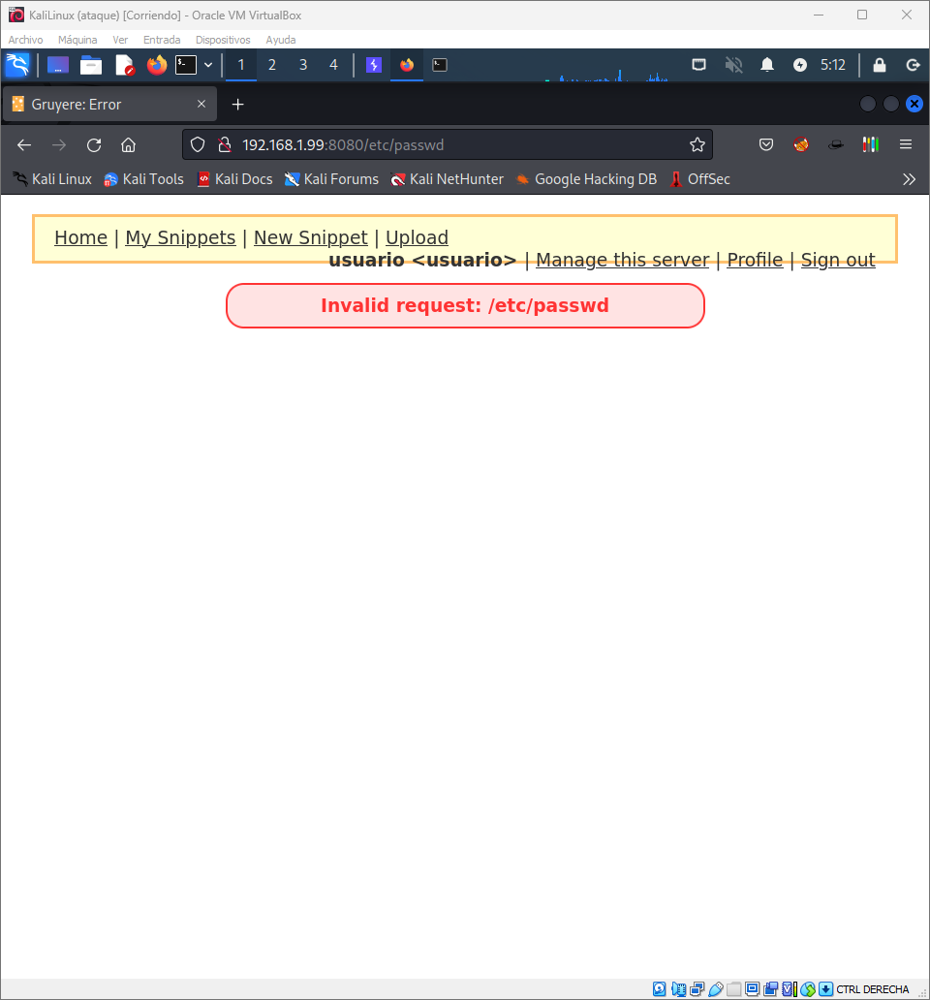 KaliLinux (ataque) [Corriendo] - Oracle VM VirtualBox
Archivo Máquina Ver Entrada Dispositivos Ayuda
1 2 3 4 5:12
Gruyere: Error
192.168.1.99:8080/etc/passwd
Kali Linux Kali Tools Kali Docs Kali Forums Kali NetHunter Google Hacking DB OffSec
Home | My Snippets | New Snippet | Upload
usuario <usuario> | Manage this server | Profile | Sign out
Invalid request: /etc/passwd
CTRL DERECHA